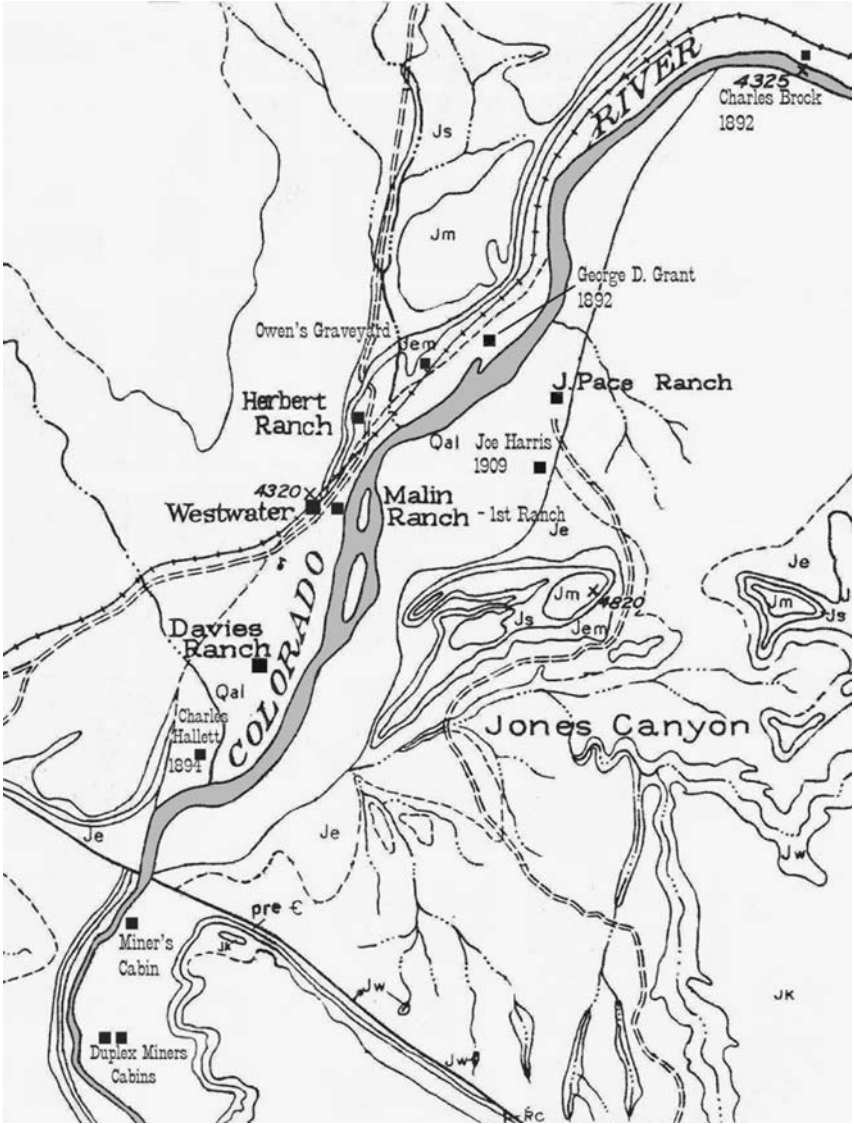 RIVER
4325
Charles Brock
1892
Js
Jm
George D. Grant
1892
Owen's Graveyard
Jem
J. Pace Ranch
Herbert
Ranch
Qal
Joe Harris
1909
4320
Westwater
Malin
Ranch
- 1st Ranch
Je
Je
Jm
4820
Jm
Js
Js
Jem
COLORADO
Davies
Ranch
Qal
Charles
Hallett
1894
Jones Canyon
Je
Je
Jw
pre Є
Jk
Miner's
Cabin
Jw
JK
Duplex Miners
Cabins
Jw